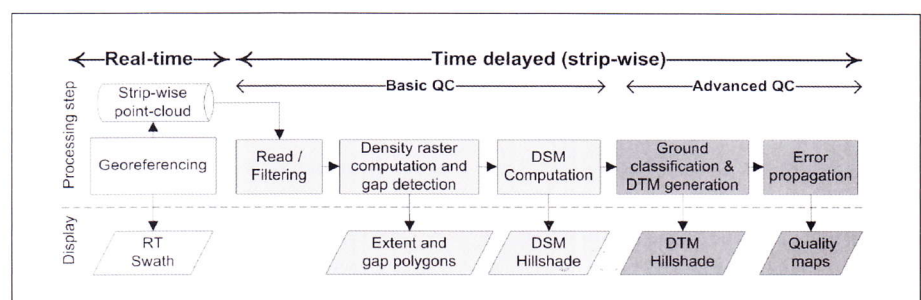 Real-time
Time delayed (strip-wise)
Basic QC
Advanced QC
Processing step
Strip-wise
point-cloud
Georeferencing
Read /
Filtering
Density raster
computation and
gap detection
DSM
Computation
Ground
classification &
DTM generation
Error
propagation
Display
RT
Swath
Extent and
gap polygons
DSM
Hillshade
DTM
Hillshade
Quality
maps